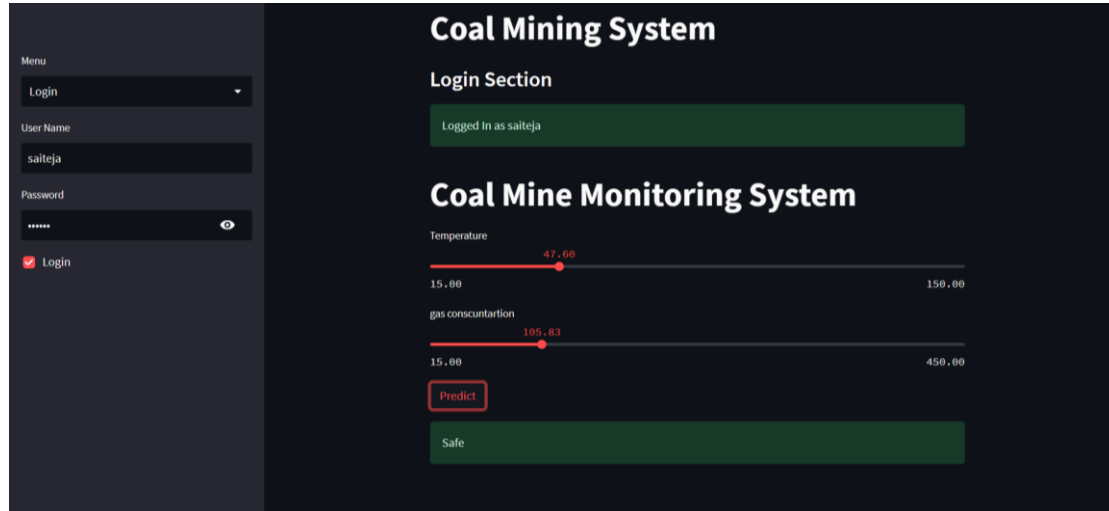 Menu
Login
User Name
saiteja
Password
••••••
Login
Coal Mining System
Login Section
Logged In as saiteja
Coal Mine Monitoring System
Temperature
47.60
15.00 150.00
gas conscuntartion
105.83
15.00 450.00
Predict
Safe